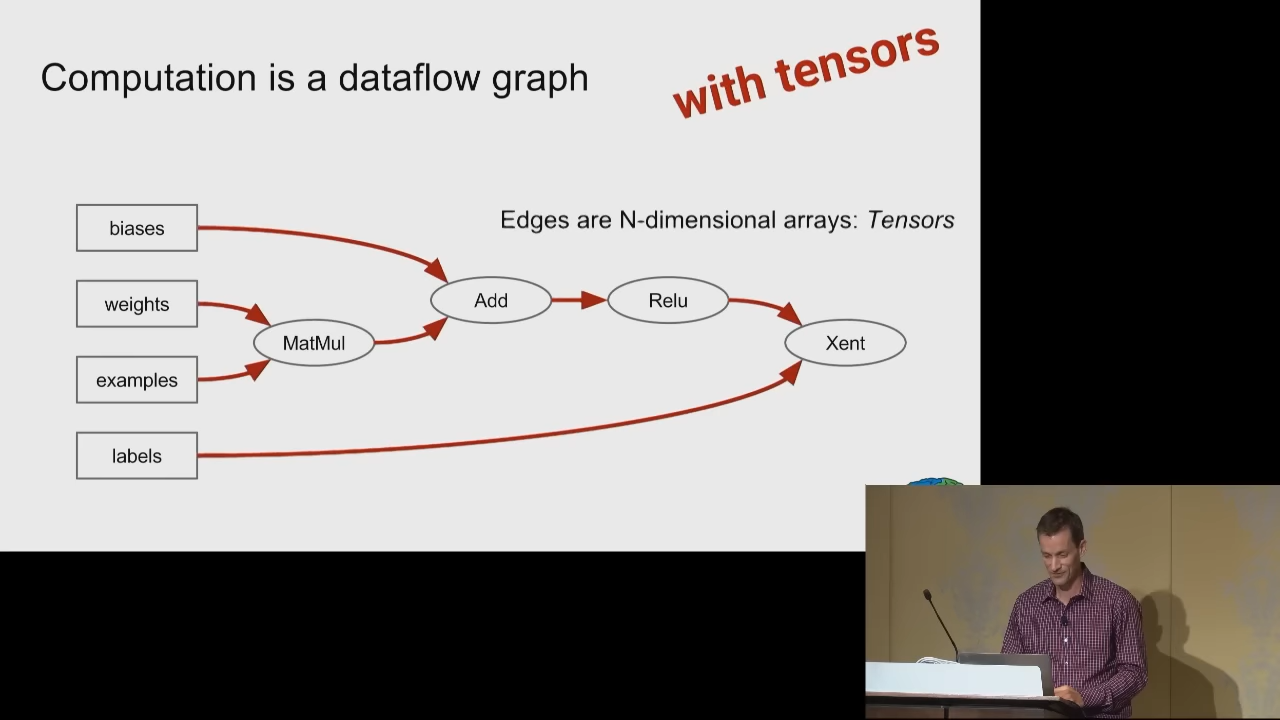 Computation is a dataflow graph
with tensors
Edges are N-dimensional arrays: Tensors
biases
weights
examples
labels
MatMul
Add
Relu
Xent